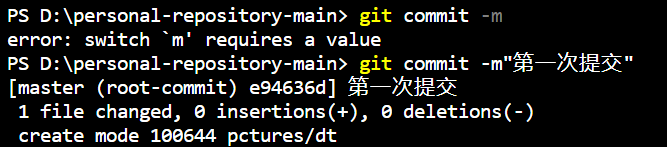 PS D:\personal-repository-main> git commit -m
error: switch `m' requires a value
PS D:\personal-repository-main> git commit -m"第一次提交"
[master (root-commit) e94636d] 第一次提交
 1 file changed, 0 insertions(+), 0 deletions(-)
 create mode 100644 pctures/dt